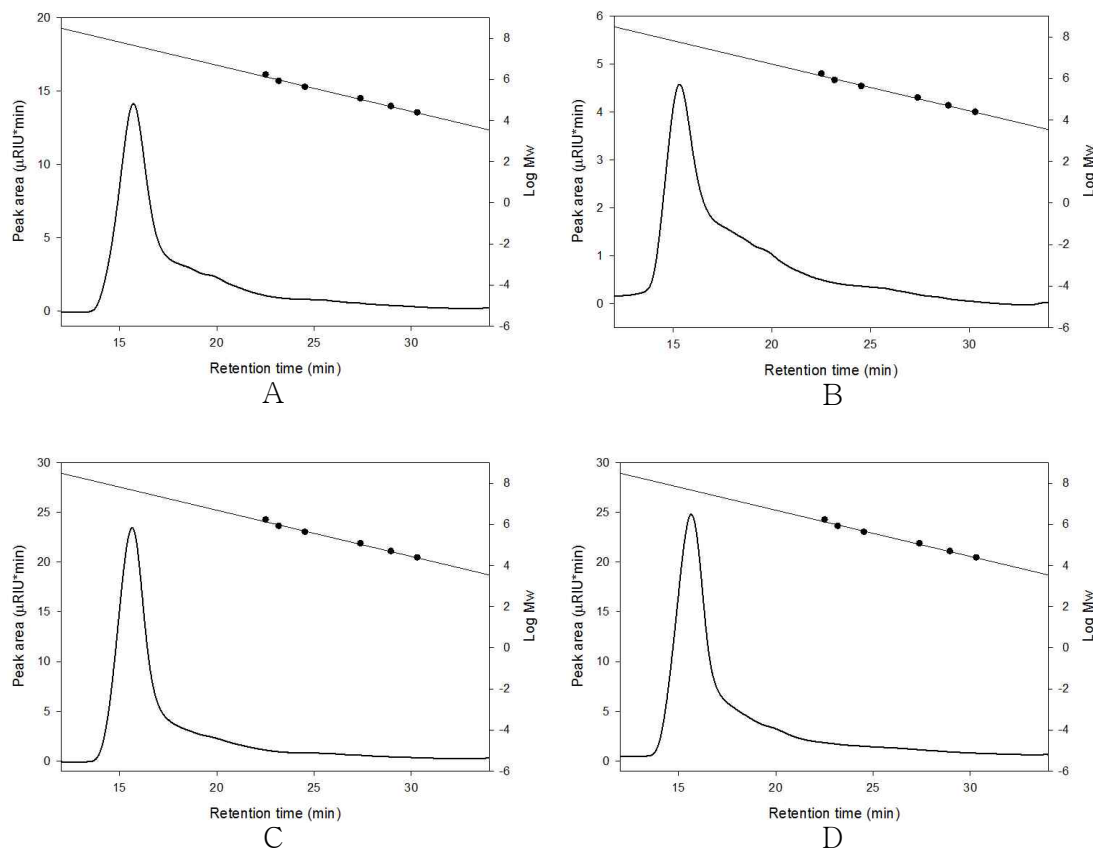 20
15
10
5
0
8
6
4
2
0
-2
-4
-6
15 20 25 30
Peak area (μRIU*min)
Log Mw
Retention time (min)
A
6
5
4
3
2
1
0
8
6
4
2
0
-2
-4
-6
15 20 25 30
Peak area (μRIU*min)
Log Mw
Retention time (min)
B
30
25
20
15
10
5
0
8
6
4
2
0
-2
-4
-6
15 20 25 30
Peak area (μRIU*min)
Log Mw
Retention time (min)
C
30
25
20
15
10
5
0
8
6
4
2
0
-2
-4
-6
15 20 25 30
Peak area (μRIU*min)
Log Mw
Retention time (min)
D